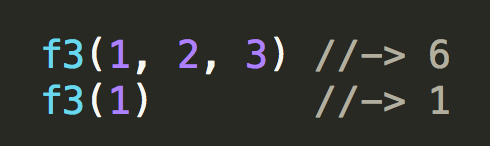 f3(1, 2, 3) //-> 6
f3(1)       //-> 1